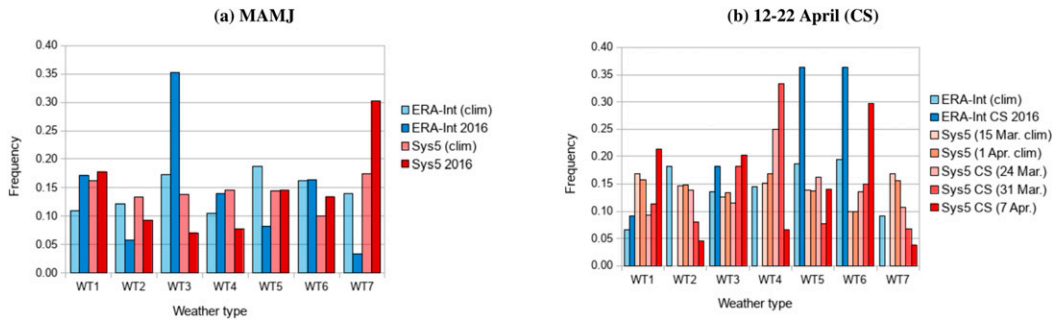 (a) MAMJ
0.40
0.35
0.30
0.25
0.20
0.15
0.10
0.05
0.00
Frequency
WT1 WT2 WT3 WT4 WT5 WT6 WT7
Weather type
ERA-Int (clim)
ERA-Int 2016
Sys5 (clim)
Sys5 2016
(b) 12-22 April (CS)
0.40
0.35
0.30
0.25
0.20
0.15
0.10
0.05
0.00
Frequency
WT1 WT2 WT3 WT4 WT5 WT6 WT7
Weather type
ERA-Int (clim)
ERA-Int CS 2016
Sys5 (15 Mar. clim)
Sys5 (1 Apr. clim)
Sys5 CS (24 Mar.)
Sys5 CS (31 Mar.)
Sys5 CS (7 Apr.)